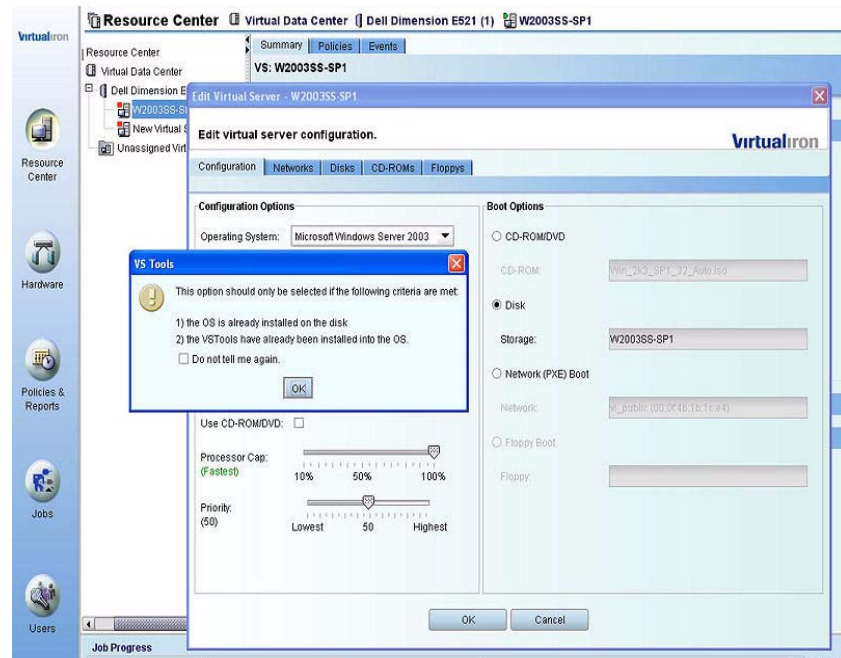 Resource Center Virtual Data Center Dell Dimension E521 (1) W2003SS-SP1
Virtualiron
Resource Center
Virtual Data Center
Dell Dimension E
W2003SS-S
New Virtual S
Unassigned Virt
Summary Policies Events
VS: W2003SS-SP1
Resource Center
Hardware
Policies & Reports
Jobs
Users
Edit Virtual Server - W2003SS-SP1
Edit virtual server configuration.
Virtualiron
Configuration Networks Disks CD-ROMs Floppys
Configuration Options
Operating System: Microsoft Windows Server 2003
VS Tools
This option should only be selected if the following criteria are met:
1) the OS is already installed on the disk
2) the VSTools have already been installed into the OS.
Do not tell me again.
OK
Use CD-ROM/DVD:
Processor Cap:
(Fastest)
10% 50% 100%
Priority:
(50)
Lowest 50 Highest
Boot Options
CD-ROM/DVD
CD-ROM: Win_2k3_SP1_32_Auto.iso
Disk
Storage: W2003SS-SP1
Network (PXE) Boot
Network: vi_public (00:0f:4b:1b:1c:e4)
Floppy Boot
Floppy:
OK Cancel
Job Progress